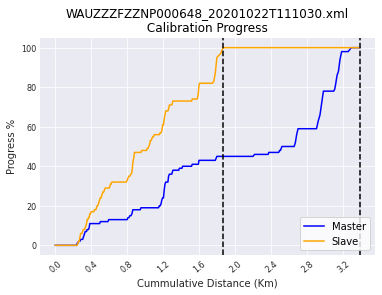 WAUZZZFZZNP000648_20201022T111030.xml
Calibration Progress
Progress %
100
80
60
40
20
0
0.0 0.4 0.8 1.2 1.6 2.0 2.4 2.8 3.2
Cummulative Distance (Km)
Master
Slave